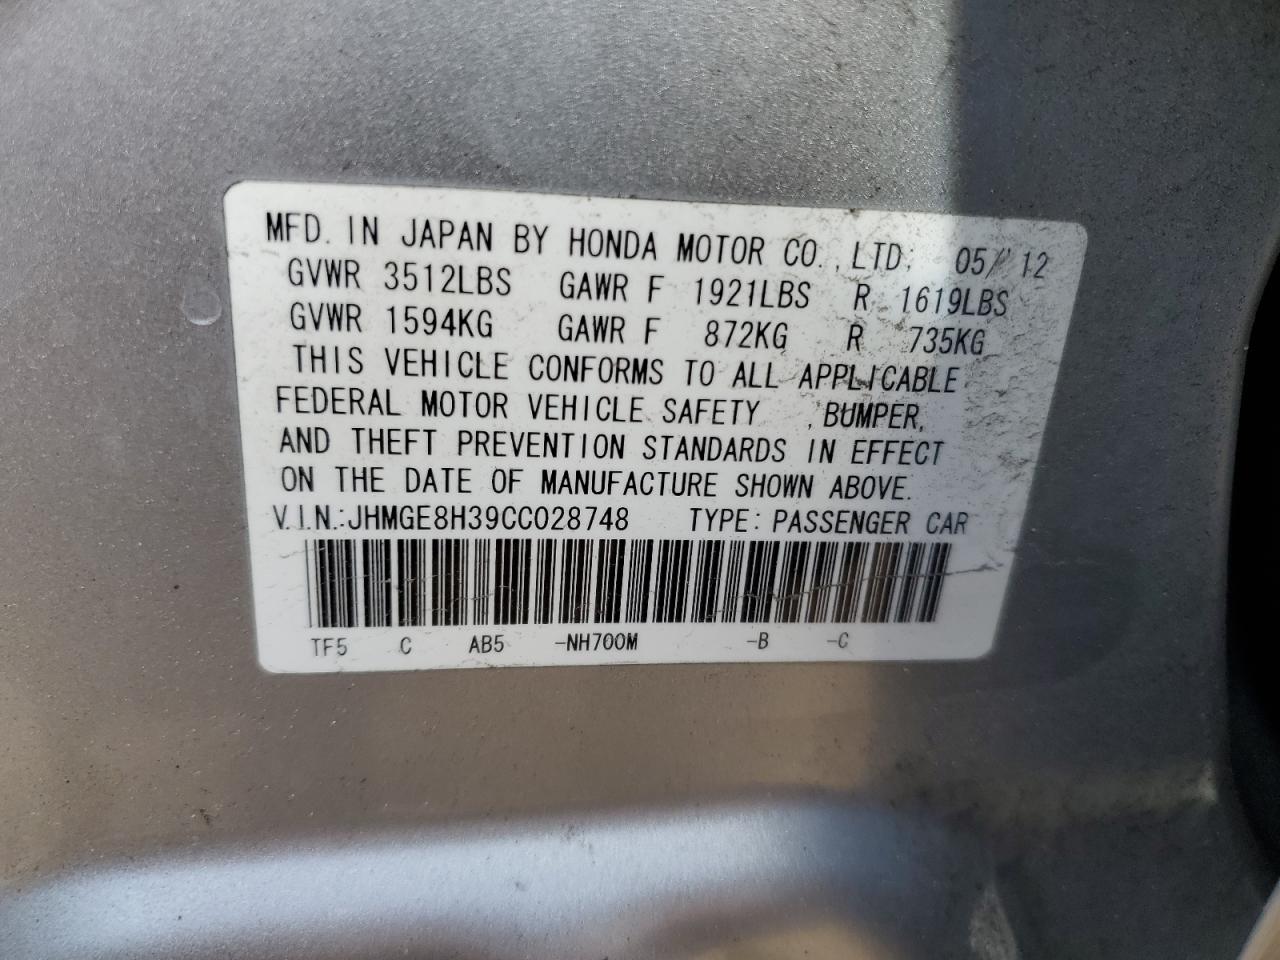 MFD. IN JAPAN BY HONDA MOTOR CO., LTD. 05/ 12
GVWR 3512LBS GAWR F 1921LBS R 1619LBS
GVWR 1594KG GAWR F 872KG R 735KG
THIS VEHICLE CONFORMS TO ALL APPLICABLE
FEDERAL MOTOR VEHICLE SAFETY , BUMPER,
AND THEFT PREVENTION STANDARDS IN EFFECT
ON THE DATE OF MANUFACTURE SHOWN ABOVE.
V.I.N.:JHMGE8H39CC028748 TYPE: PASSENGER CAR
TF5 C AB5 -NH700M -B -C